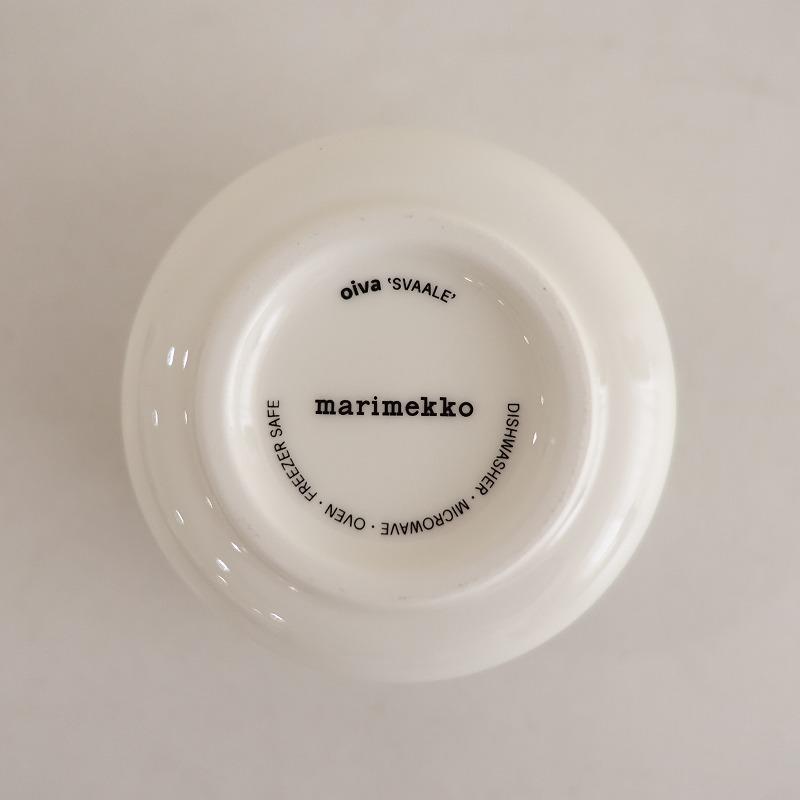 oiva ‘SVAALE’
marimekko
DISHWASHER · MICROWAVE · OVEN · FREEZER SAFE